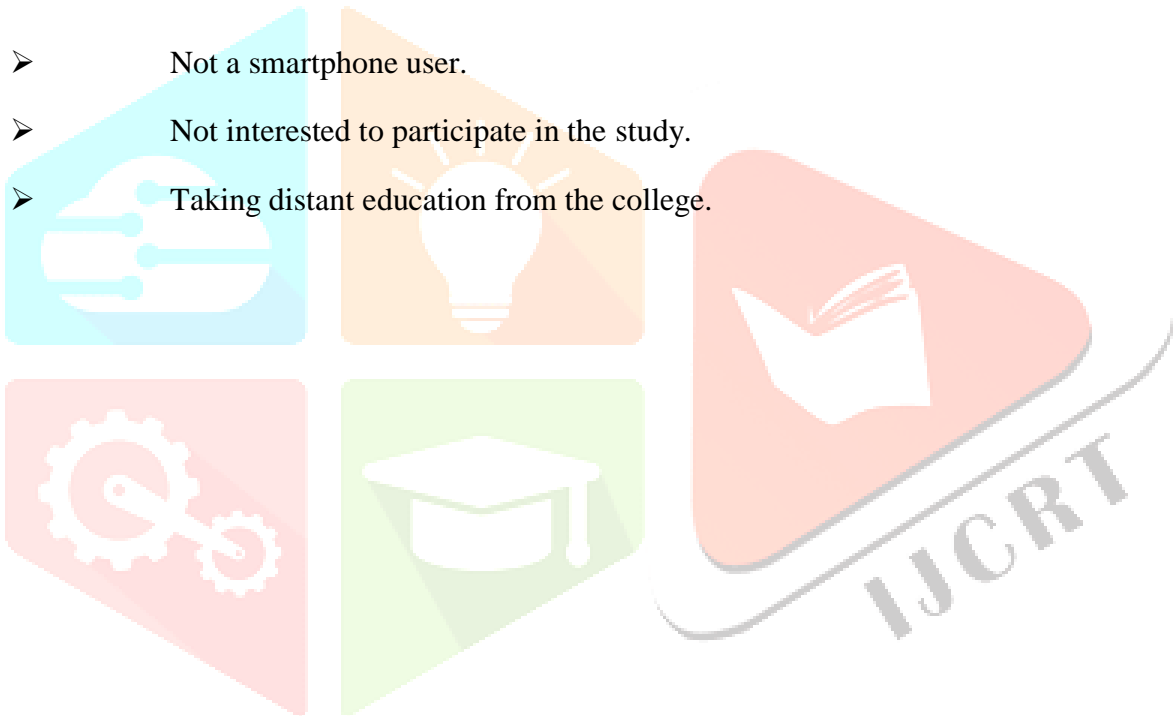 ➢ Not a smartphone user.
➢ Not interested to participate in the study.
➢ Taking distant education from the college.
IJCRT